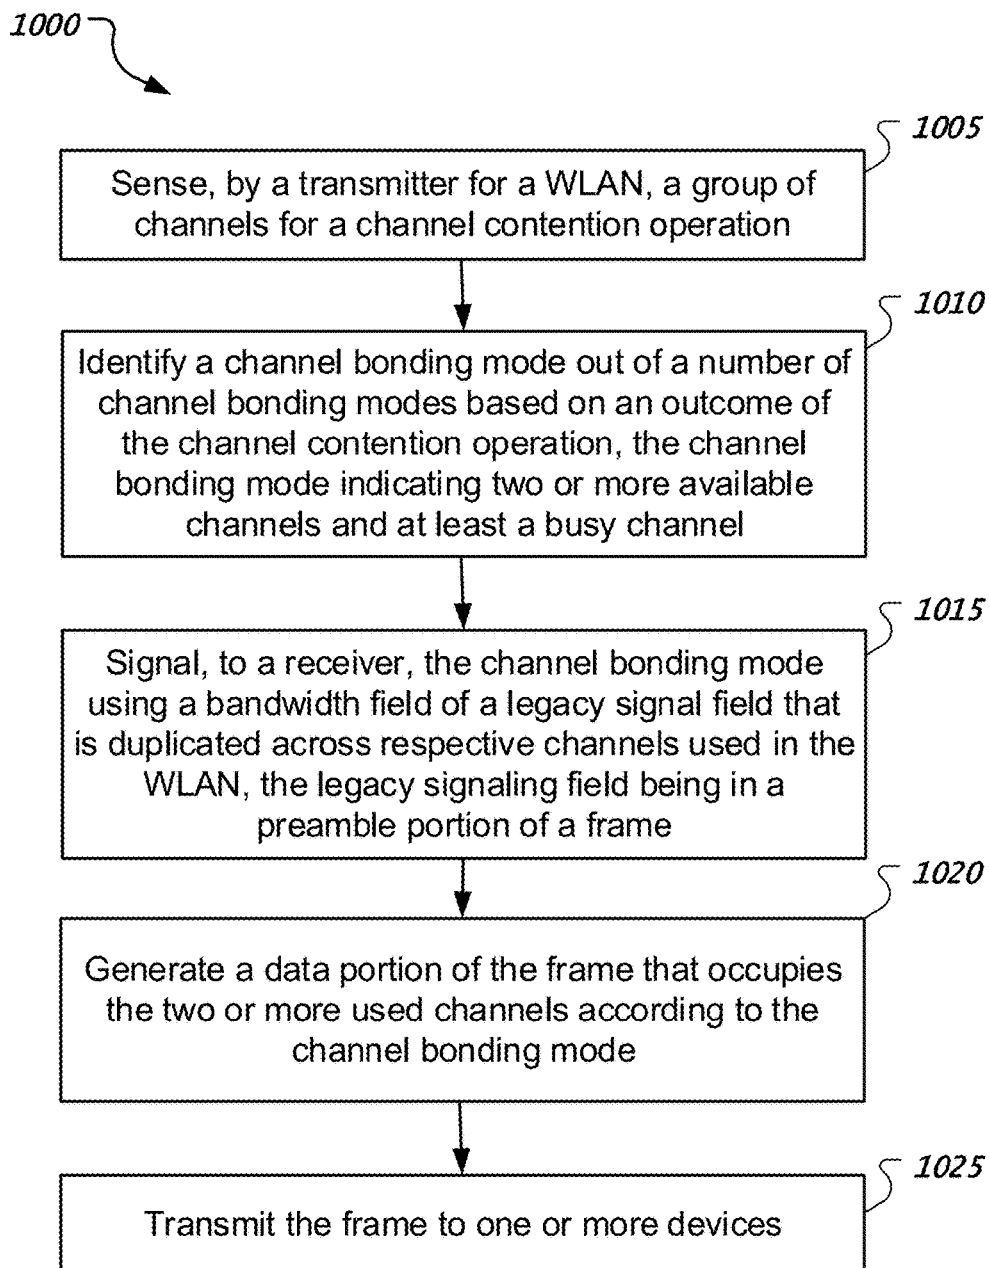 1000
1005
Sense, by a transmitter for a WLAN, a group of
channels for a channel contention operation
1010
Identify a channel bonding mode out of a number of
channel bonding modes based on an outcome of
the channel contention operation, the channel
bonding mode indicating two or more available
channels and at least a busy channel
1015
Signal, to a receiver, the channel bonding mode
using a bandwidth field of a legacy signal field that
is duplicated across respective channels used in the
WLAN, the legacy signaling field being in a
preamble portion of a frame
1020
Generate a data portion of the frame that occupies
the two or more used channels according to the
channel bonding mode
1025
Transmit the frame to one or more devices